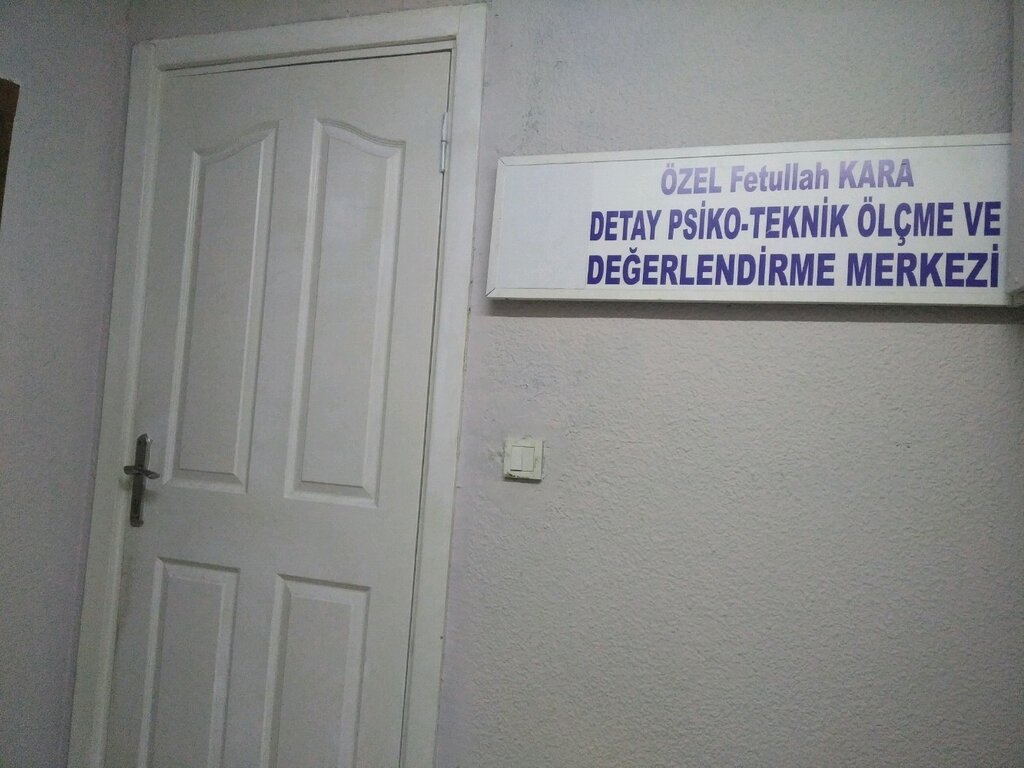 ÖZEL Fetullah KARA
DETAY PSİKO-TEKNİK ÖLÇME VE
DEĞERLENDİRME MERKEZİ